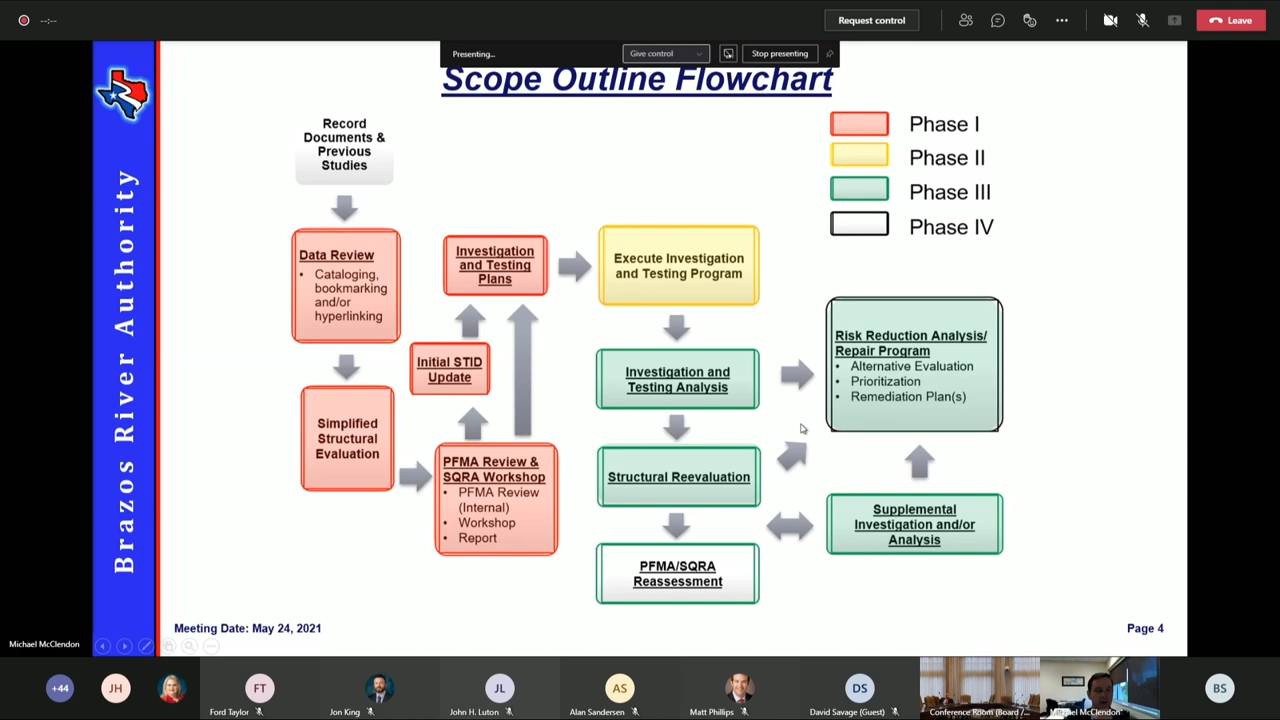 --:--
Request control
Leave
Presenting...
Give control
Stop presenting
Scope Outline Flowchart
Brazos River Authority
Record
Documents &
Previous
Studies
Phase I
Phase II
Phase III
Phase IV
Data Review
• Cataloging,
bookmarking
and/or
hyperlinking
Investigation
and Testing
Plans
Execute Investigation
and Testing Program
Initial STID
Update
Simplified
Structural
Evaluation
PFMA Review &
SQRA Workshop
• PFMA Review
(Internal)
• Workshop
• Report
Investigation and
Testing Analysis
Structural Reevaluation
PFMA/SQRA
Reassessment
Risk Reduction Analysis/
Repair Program
• Alternative Evaluation
• Prioritization
• Remediation Plan(s)
Supplemental
Investigation and/or
Analysis
Meeting Date: May 24, 2021
Page 4
Michael McClendon
+44
JH
FT
Ford Taylor
Jon King
JL
John H. Luton
AS
Alan Sandersen
Matt Phillips
DS
David Savage (Guest)
Conference Room (Board /...
Michael McClendon
BS